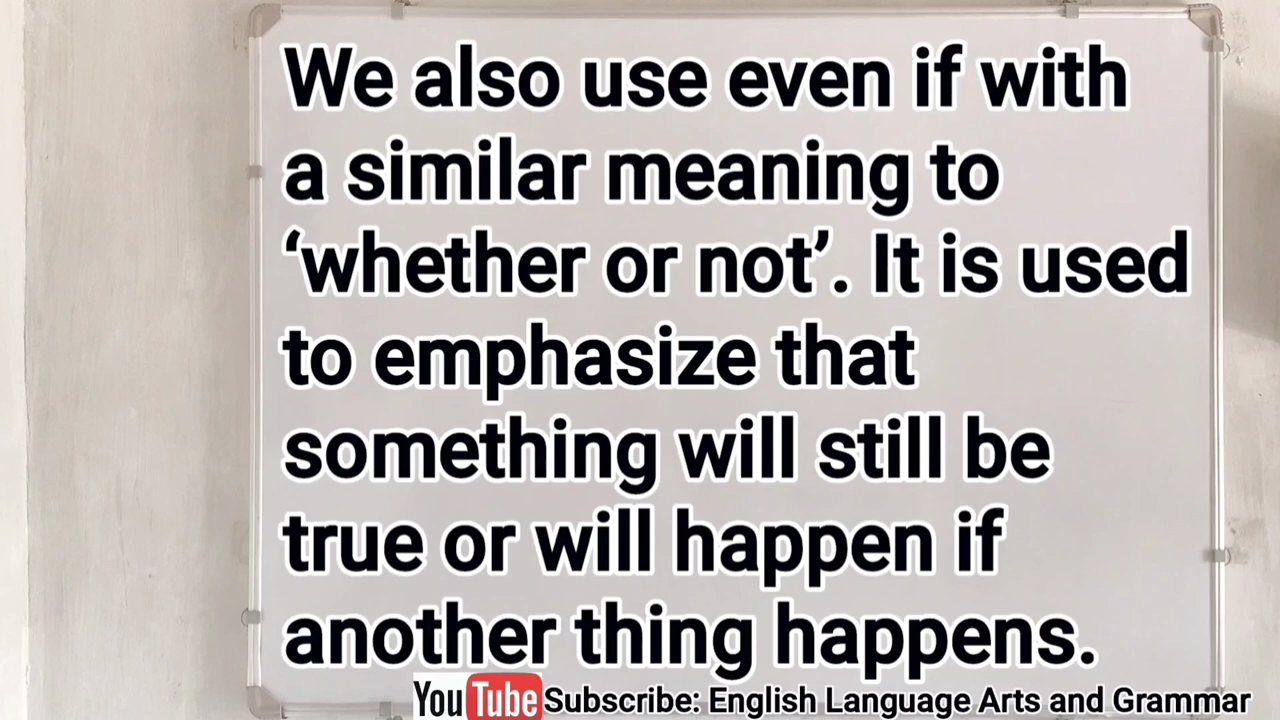 We also use even if with
a similar meaning to
‘whether or not’. It is used
to emphasize that
something will still be
true or will happen if
another thing happens.
YouTube Subscribe: English Language Arts and Grammar